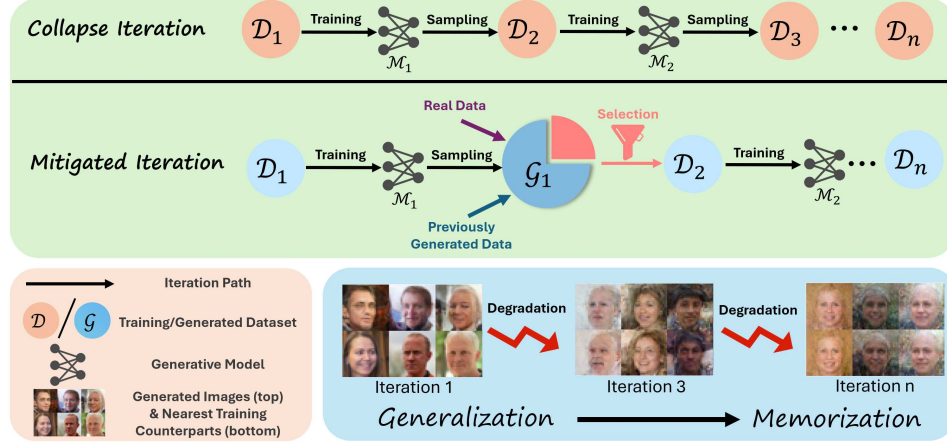 Collapse Iteration
D₁ Training M₁ Sampling D₂ Training M₂ Sampling D₃ ... Dₙ
Mitigated Iteration
D₁ Training M₁ Sampling
Real Data
G₁
Previously
Generated Data
Selection
D₂ Training M₂ ... Dₙ
Iteration Path
D / G Training/Generated Dataset
Generative Model
Generated Images (top)
& Nearest Training
Counterparts (bottom)
Degradation
Degradation
Iteration 1
Iteration 3
Iteration n
Generalization
Memorization